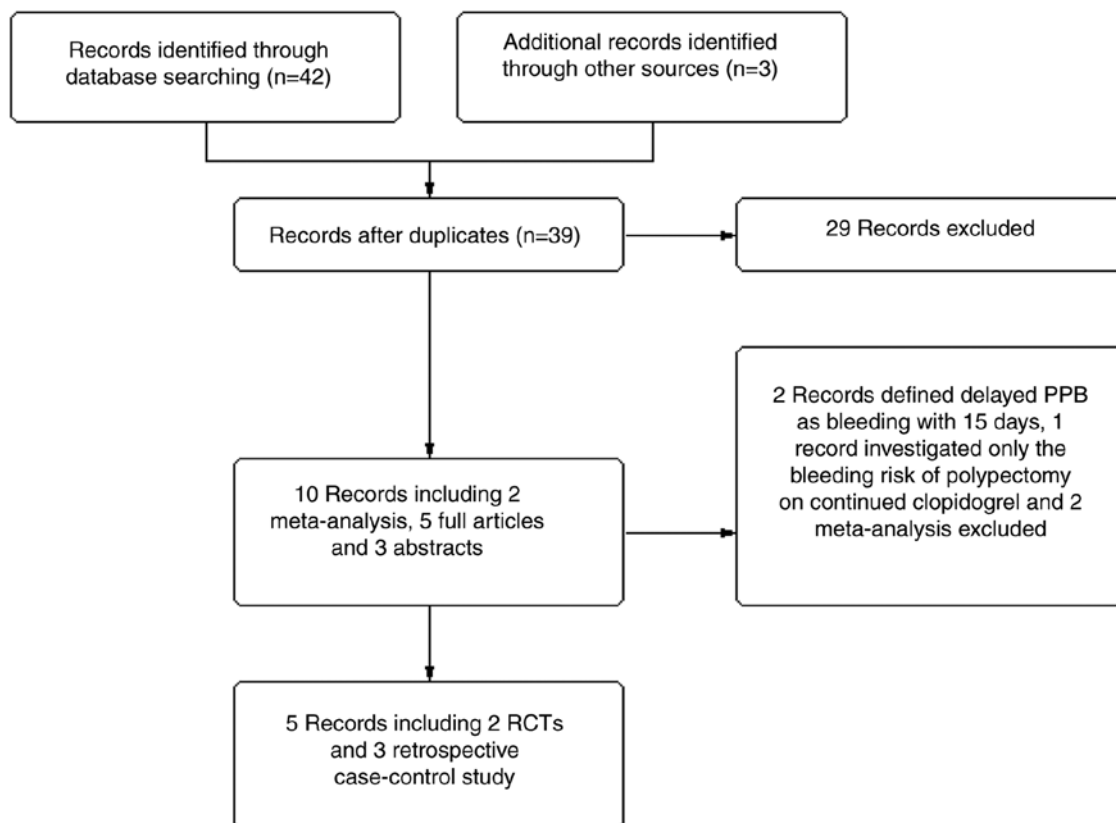 Records identified through
database searching (n=42)
Additional records identified
through other sources (n=3)
Records after duplicates (n=39)
29 Records excluded
2 Records defined delayed PPB
as bleeding with 15 days, 1
record investigated only the
bleeding risk of polypectomy
on continued clopidogrel and 2
meta-analysis excluded
10 Records including 2
meta-analysis, 5 full articles
and 3 abstracts
5 Records including 2 RCTs
and 3 retrospective
case-control study